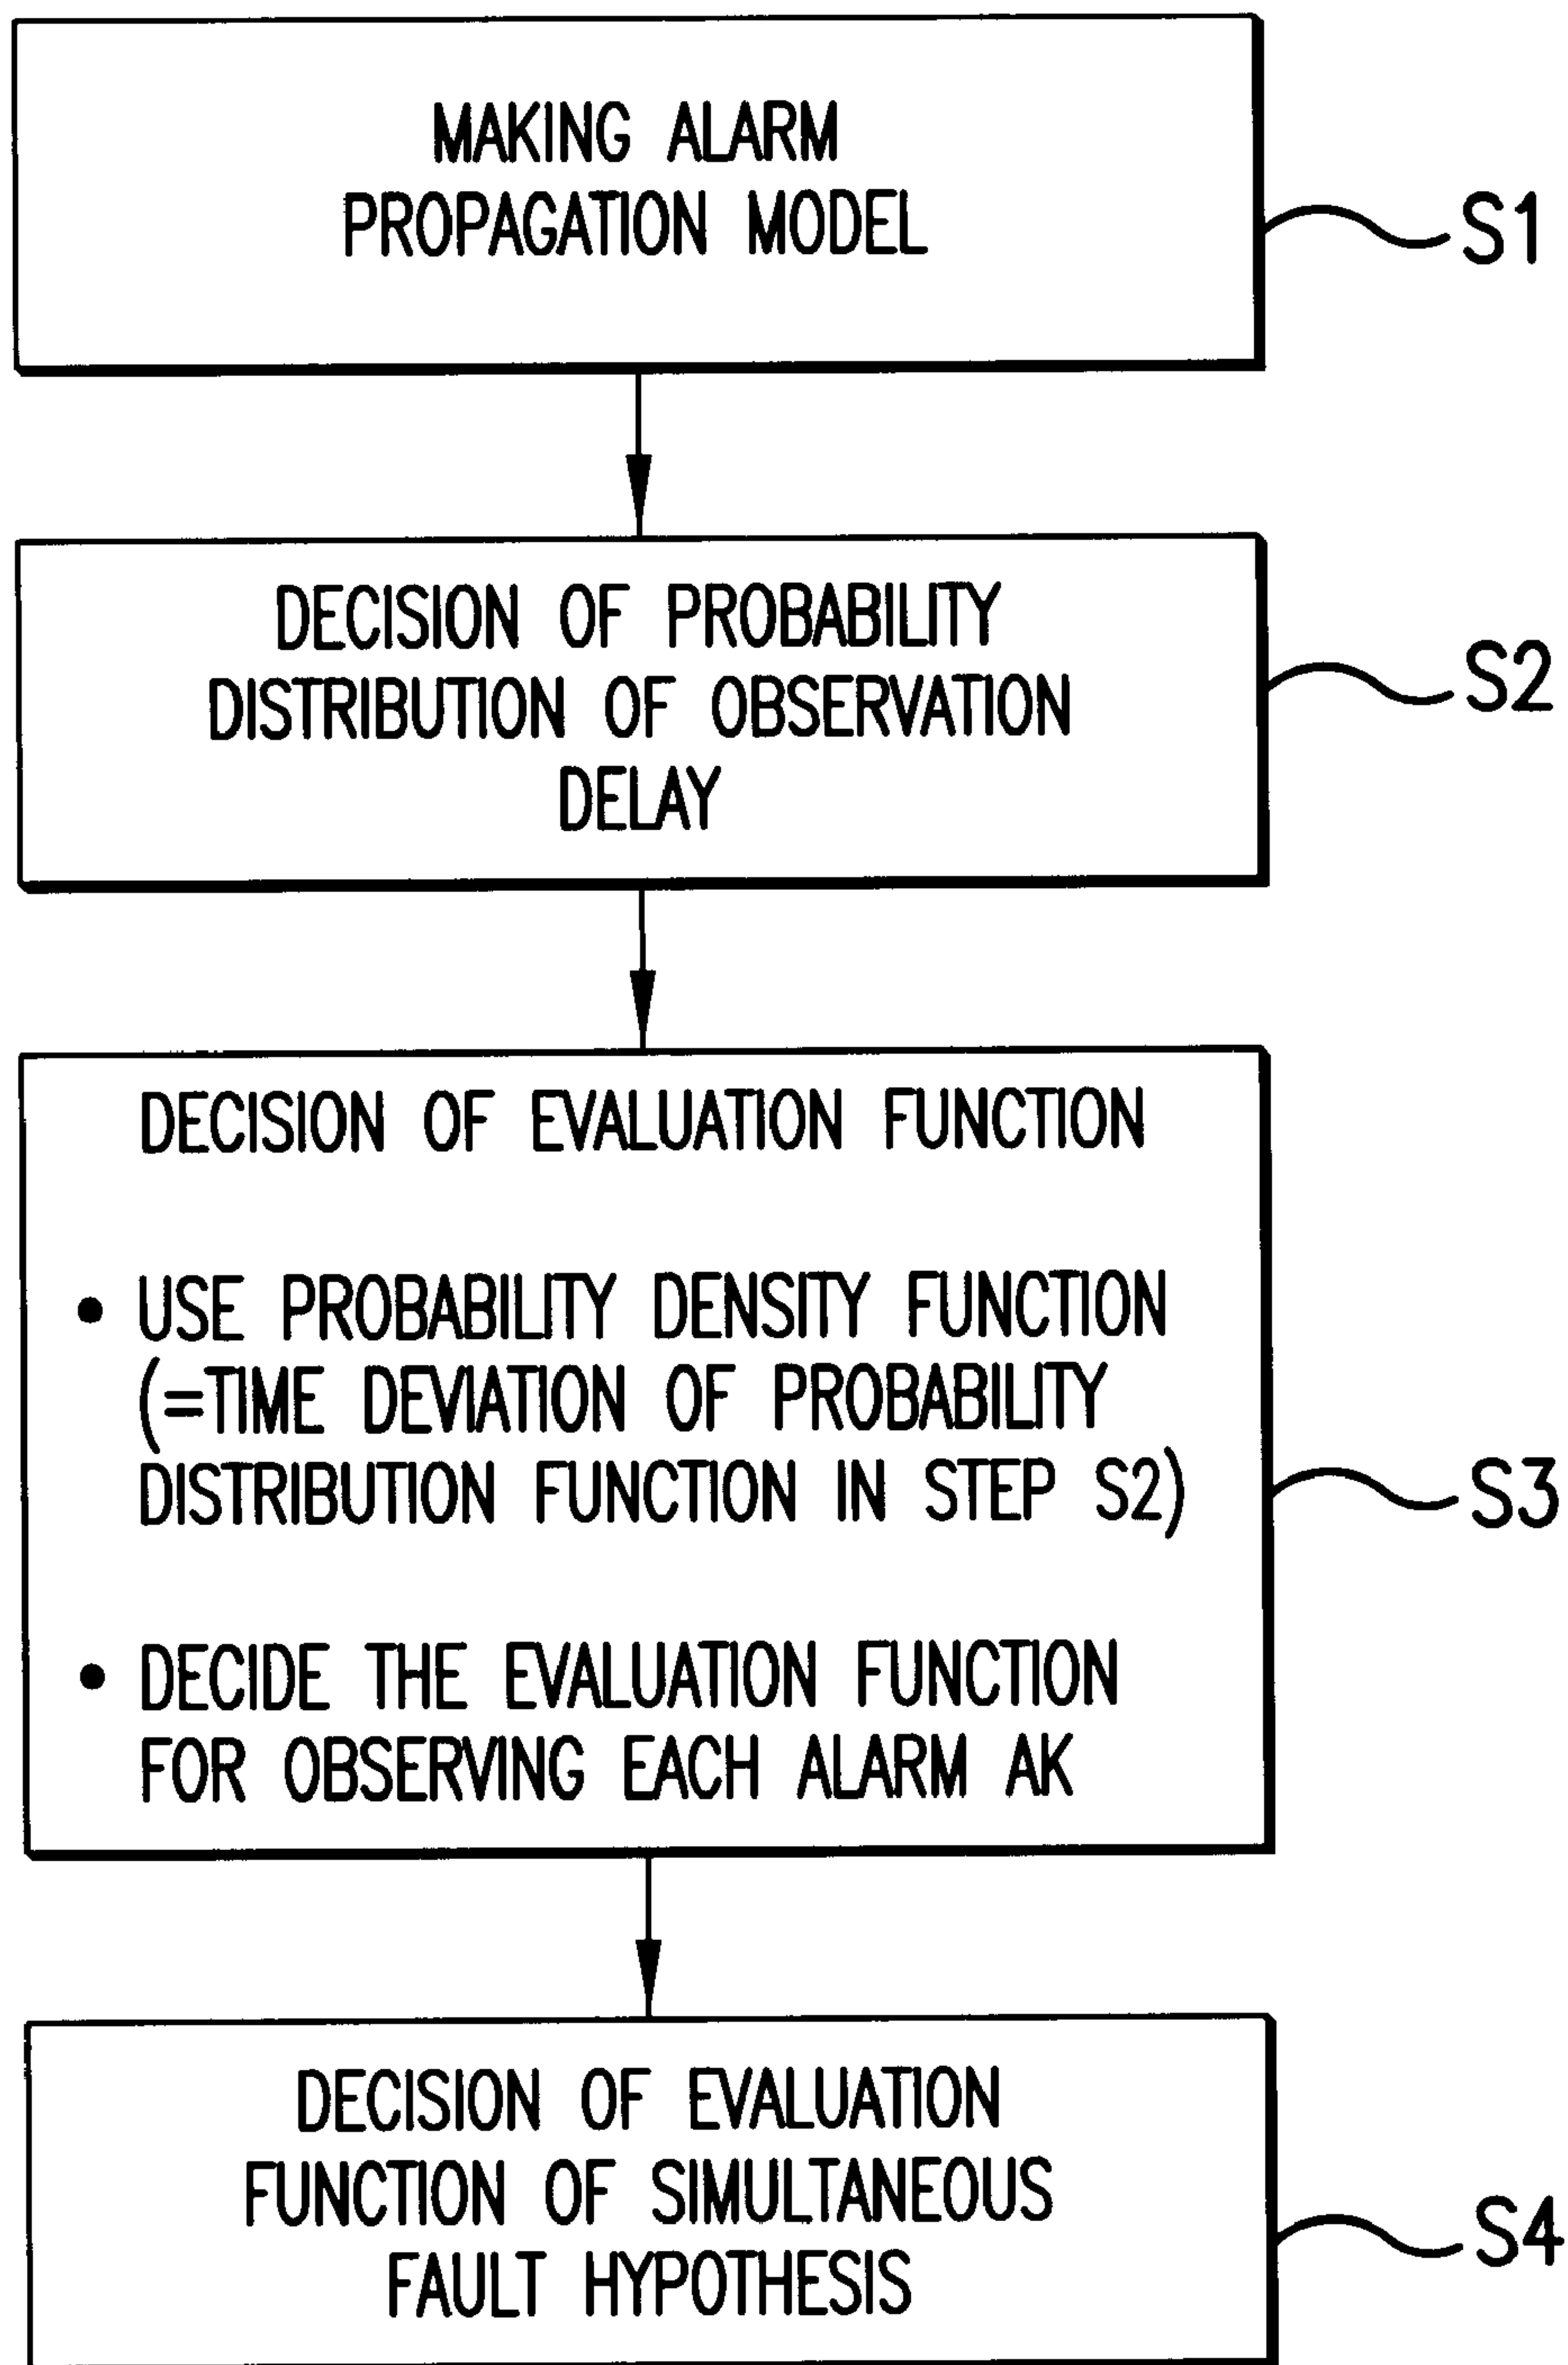 MAKING ALARM
PROPAGATION MODEL
S1
DECISION OF PROBABILITY
DISTRIBUTION OF OBSERVATION
DELAY
S2
DECISION OF EVALUATION FUNCTION
• USE PROBABILITY DENSITY FUNCTION
(=TIME DEVIATION OF PROBABILITY
DISTRIBUTION FUNCTION IN STEP S2)
• DECIDE THE EVALUATION FUNCTION
FOR OBSERVING EACH ALARM AK
S3
DECISION OF EVALUATION
FUNCTION OF SIMULTANEOUS
FAULT HYPOTHESIS
S4